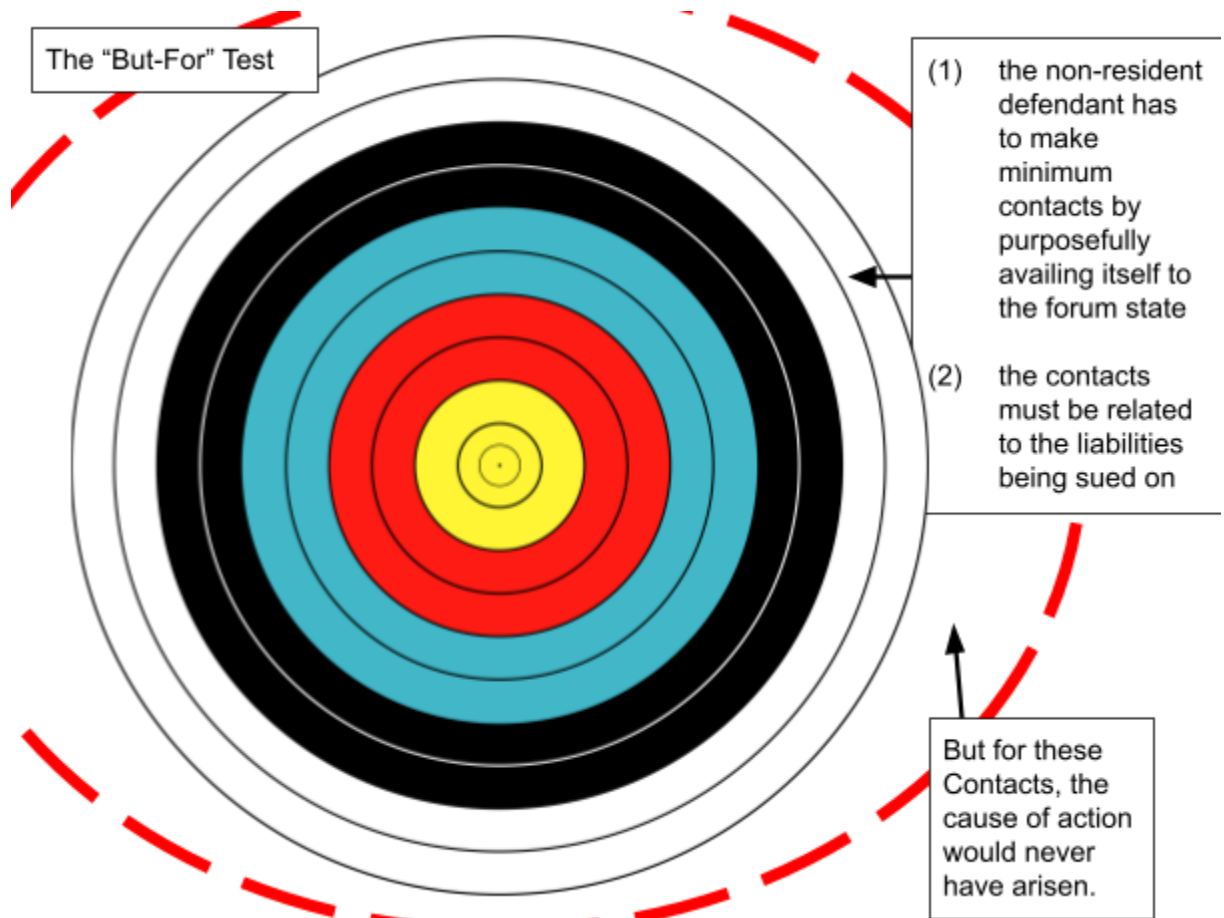 The “But-For” Test
(1) the non-resident
defendant has
to make
minimum
contacts by
purposefully
availing itself to
the forum state
(2) the contacts
must be related
to the liabilities
being sued on
But for these
Contacts, the
cause of action
would never
have arisen.